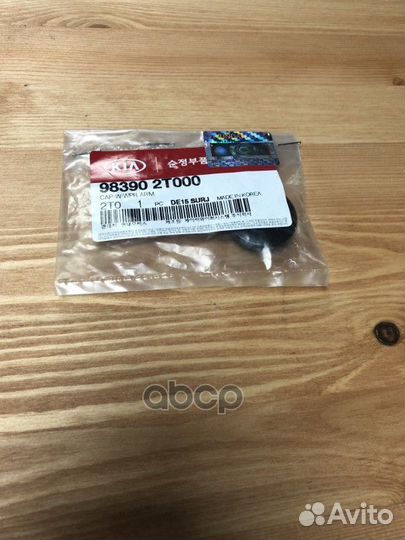 KIA 순정부품
98390 2T000
CAP-W/WPR ARM
2T0 1 PC DE15 SURJ MADE IN KOREA
abcp
Avito